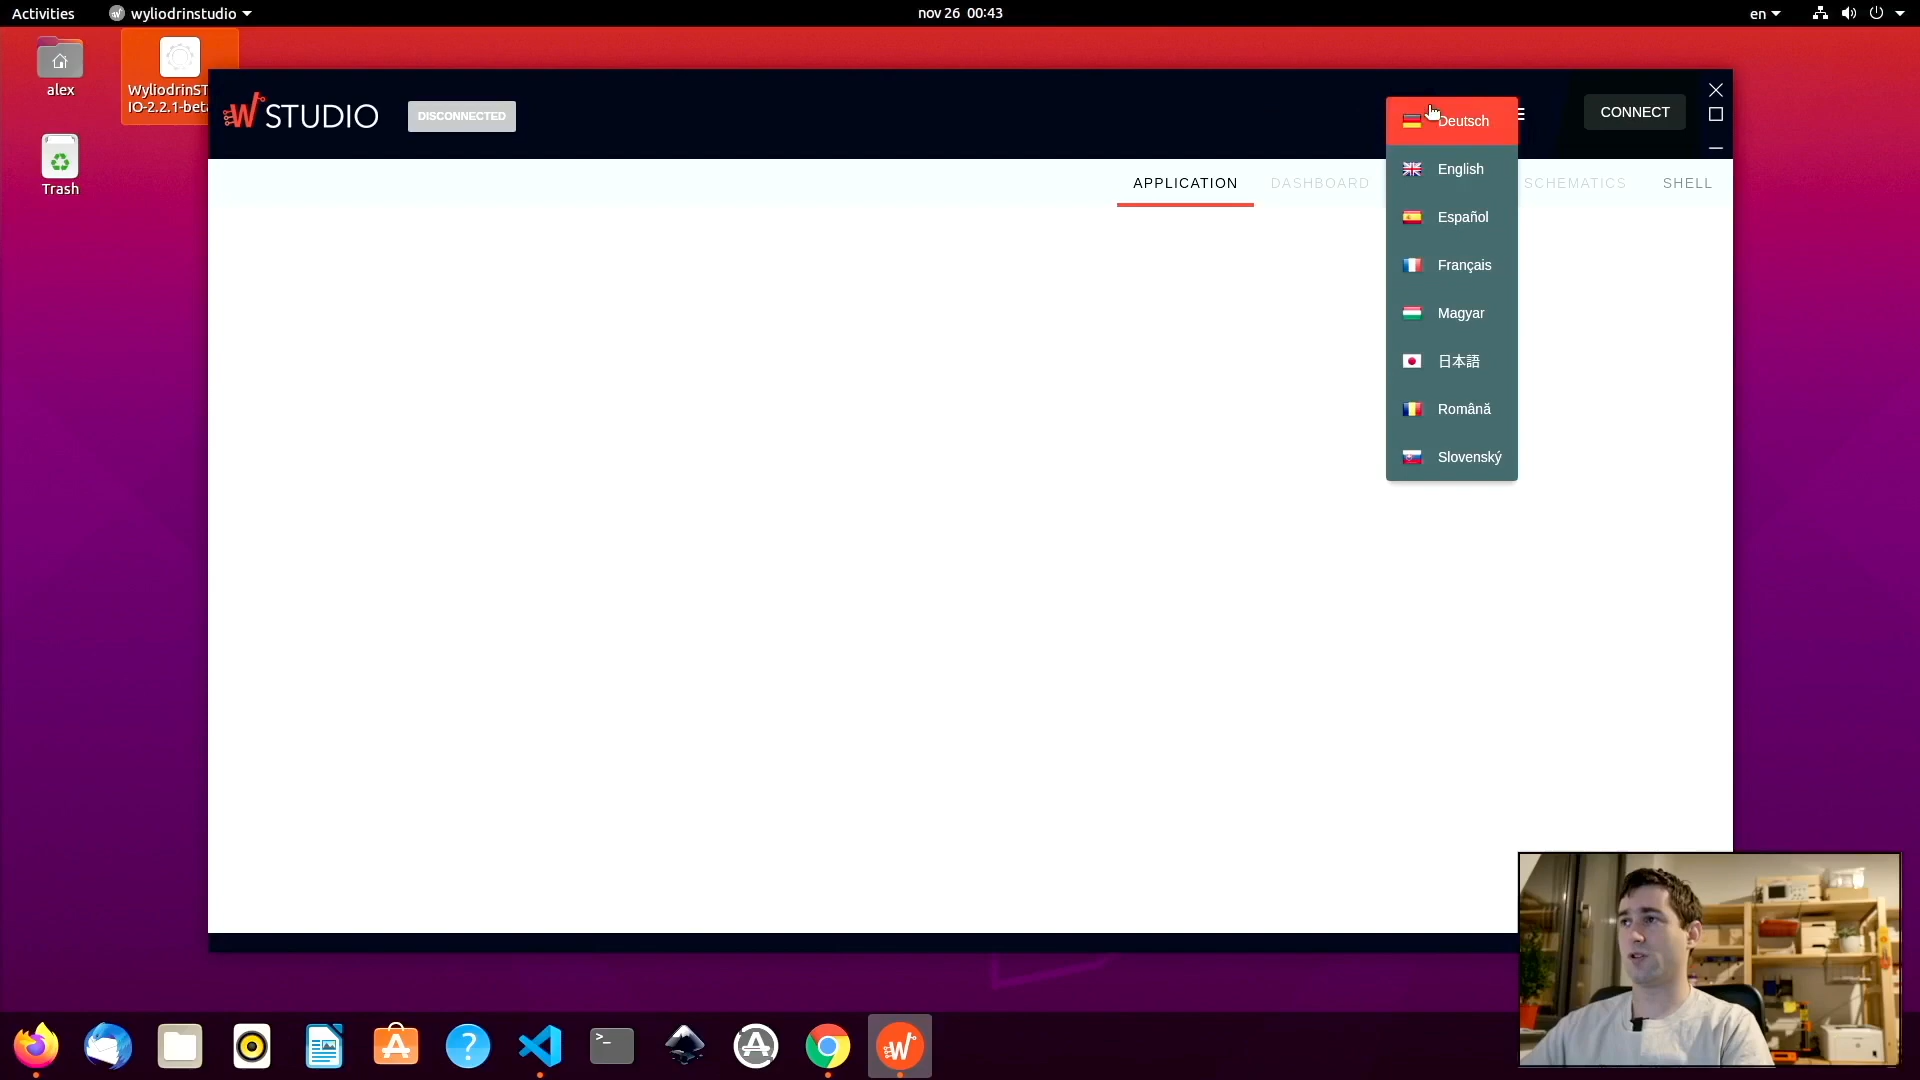 Activities
wyliodrinstudio
nov 26 00:43
en
alex
WyliodrinST
IO-2.2.1-beta
Trash
W STUDIO
DISCONNECTED
CONNECT
APPLICATION
DASHBOARD
SCHEMATICS
SHELL
Deutsch
English
Español
Français
Magyar
日本語
Română
Slovenský